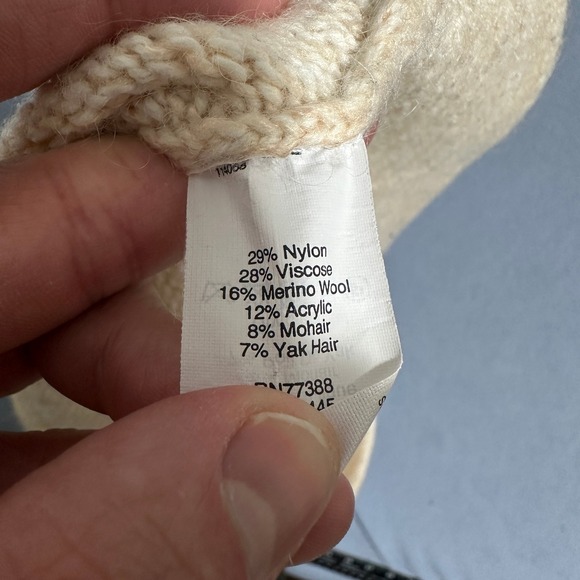 29% Nylon
28% Viscose
16% Merino Wool
12% Acrylic
8% Mohair
7% Yak Hair
RN77388